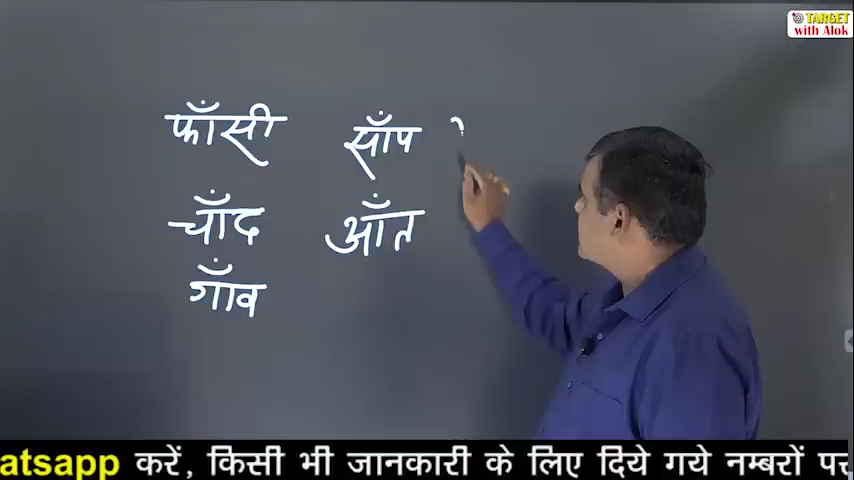 TARGET
with Alok
फाँसी साँप
चाँद आँत
गाँव
atsapp करें, किसी भी जानकारी के लिए दिये गये नम्बरों पर